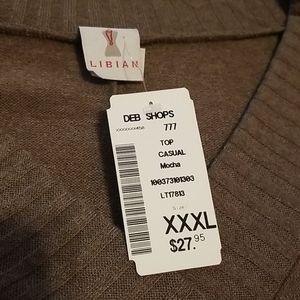 LIBIAN
DEB SHOPS
777
TOP
CASUAL
Mocha
100373101303
LT17813
SIZE
XXXL
$27.95